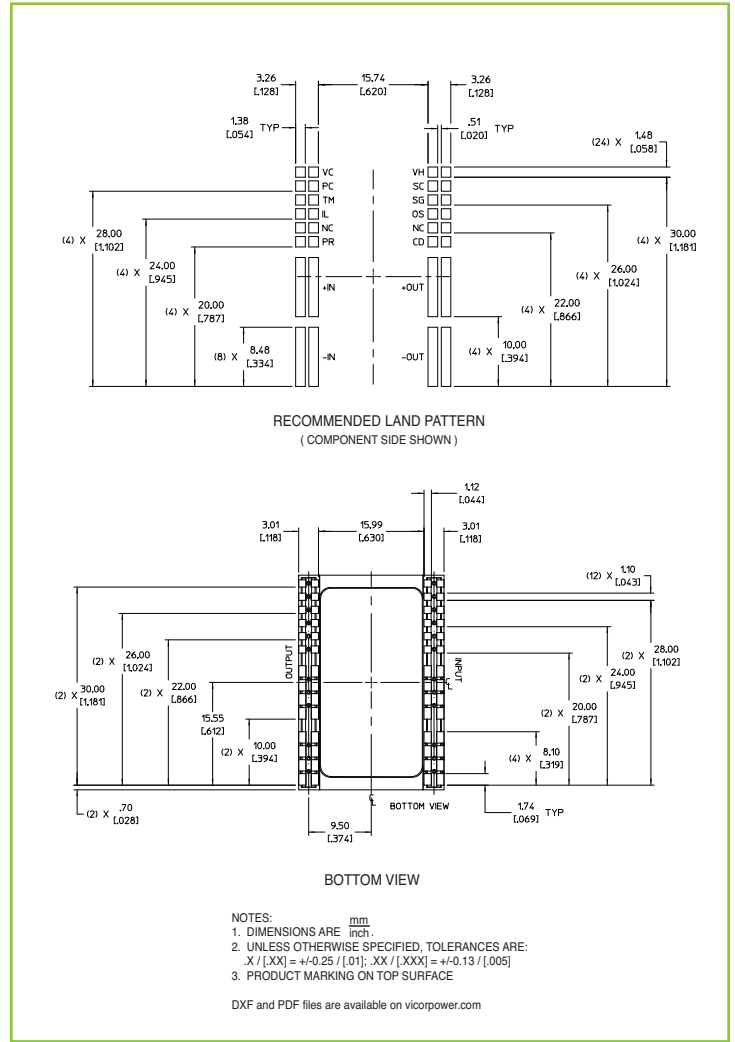 3.26
[.128]
15.74
[.620]
3.26
[.128]
1.38
[.054] TYP
.51
[.020] TYP
(24) X 1.48
[.058]
VC VH
PC SC
TM SG
IL OS
NC NC
PR CD
+IN +OUT
-IN -OUT
(4) X 28.00
[1.102]
(4) X 24.00
[.945]
(4) X 20.00
[.787]
(8) X 8.48
[.334]
(4) X 30.00
[1.181]
(4) X 26.00
[1.024]
(4) X 22.00
[.866]
(4) X 10.00
[.394]
RECOMMENDED LAND PATTERN
( COMPONENT SIDE SHOWN )
1.12
[.044]
3.01
[.118]
15.99
[.630]
3.01
[.118]
(12) X 1.10
[.043]
OUTPUT
INPUT
(2) X 26.00
[1.024]
(2) X 30.00
[1.181]
(2) X 22.00
[.866]
15.55
[.612]
(2) X 10.00
[.394]
(2) X .70
[.028]
(2) X 28.00
[1.102]
(2) X 24.00
[.945]
(2) X 20.00
[.787]
(4) X 8.10
[.319]
1.74
[.069] TYP
9.50
[.374]
CL
CL
BOTTOM VIEW
BOTTOM VIEW
NOTES:
1. DIMENSIONS ARE mm
inch .
2. UNLESS OTHERWISE SPECIFIED, TOLERANCES ARE:
.X / [.XX] = +/-0.25 / [.01]; .XX / [.XXX] = +/-0.13 / [.005]
3. PRODUCT MARKING ON TOP SURFACE
DXF and PDF files are available on vicorpower.com